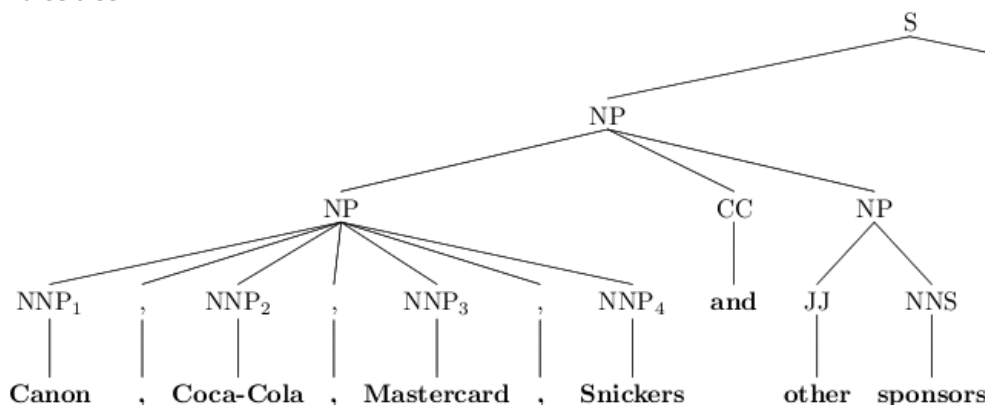 S
NP
NP CC NP
NNP₁ , NNP₂ , NNP₃ , NNP₄ and JJ NNS
Canon , Coca-Cola , Mastercard , Snickers other sponsors